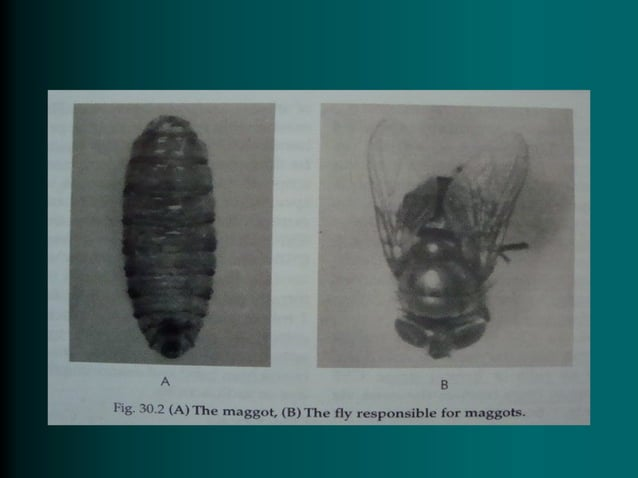 A
B
Fig. 30.2 (A) The maggot, (B) The fly responsible for maggots.